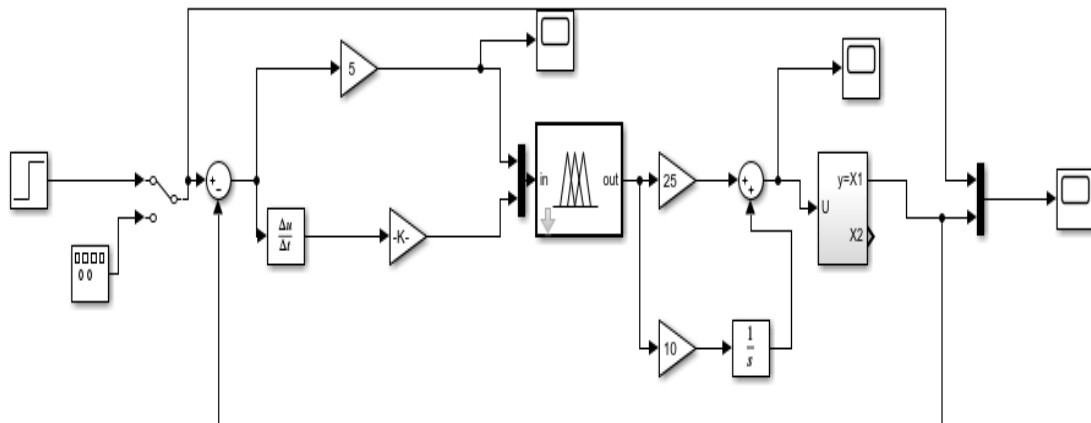 5
+
−
Δu
Δt
-K-
in
out
25
10
1
s
+
+
U
y=X1
X2